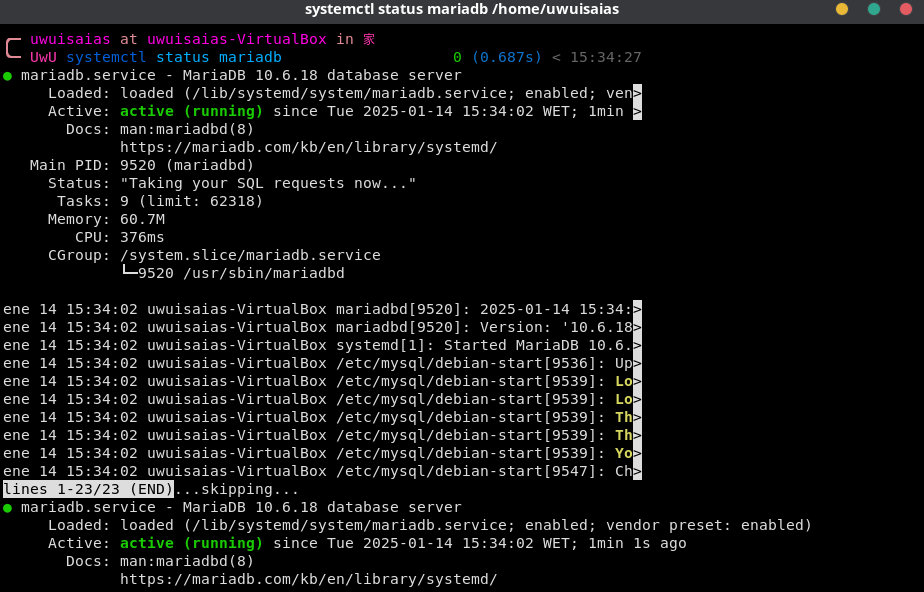 systemctl status mariadb /home/uwuisaias
uwuisaias at uwuisaias-VirtualBox in 家
UwU systemctl status mariadb 0 (0.687s) < 15:34:27
● mariadb.service - MariaDB 10.6.18 database server
Loaded: loaded (/lib/systemd/system/mariadb.service; enabled; ven>
Active: active (running) since Tue 2025-01-14 15:34:02 WET; 1min >
Docs: man:mariadbd(8)
https://mariadb.com/kb/en/library/systemd/
Main PID: 9520 (mariadbd)
Status: "Taking your SQL requests now..."
Tasks: 9 (limit: 62318)
Memory: 60.7M
CPU: 376ms
CGroup: /system.slice/mariadb.service
└─9520 /usr/sbin/mariadbd
ene 14 15:34:02 uwuisaias-VirtualBox mariadbd[9520]: 2025-01-14 15:34:>
ene 14 15:34:02 uwuisaias-VirtualBox mariadbd[9520]: Version: '10.6.18>
ene 14 15:34:02 uwuisaias-VirtualBox systemd[1]: Started MariaDB 10.6.>
ene 14 15:34:02 uwuisaias-VirtualBox /etc/mysql/debian-start[9536]: Up>
ene 14 15:34:02 uwuisaias-VirtualBox /etc/mysql/debian-start[9539]: Lo>
ene 14 15:34:02 uwuisaias-VirtualBox /etc/mysql/debian-start[9539]: Lo>
ene 14 15:34:02 uwuisaias-VirtualBox /etc/mysql/debian-start[9539]: Th>
ene 14 15:34:02 uwuisaias-VirtualBox /etc/mysql/debian-start[9539]: Th>
ene 14 15:34:02 uwuisaias-VirtualBox /etc/mysql/debian-start[9539]: Yo>
ene 14 15:34:02 uwuisaias-VirtualBox /etc/mysql/debian-start[9547]: Ch>
lines 1-23/23 (END)...skipping...
● mariadb.service - MariaDB 10.6.18 database server
Loaded: loaded (/lib/systemd/system/mariadb.service; enabled; vendor preset: enabled)
Active: active (running) since Tue 2025-01-14 15:34:02 WET; 1min 1s ago
Docs: man:mariadbd(8)
https://mariadb.com/kb/en/library/systemd/